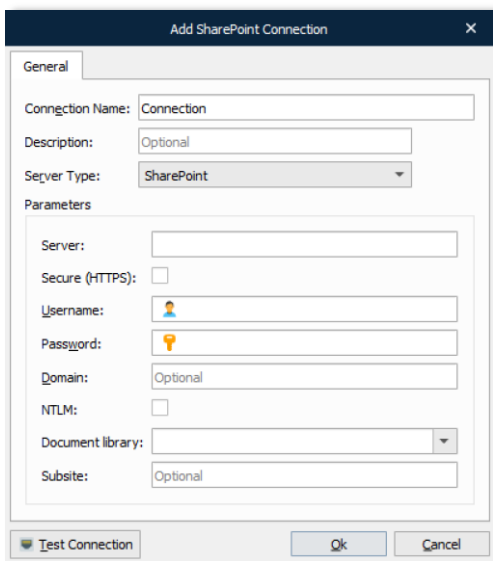 Add SharePoint Connection
General
Connection Name: Connection
Description: Optional
Server Type: SharePoint
Parameters
Server:
Secure (HTTPS):
Username:
Password:
Domain: Optional
NTLM:
Document library:
Subsite: Optional
Test Connection Ok Cancel